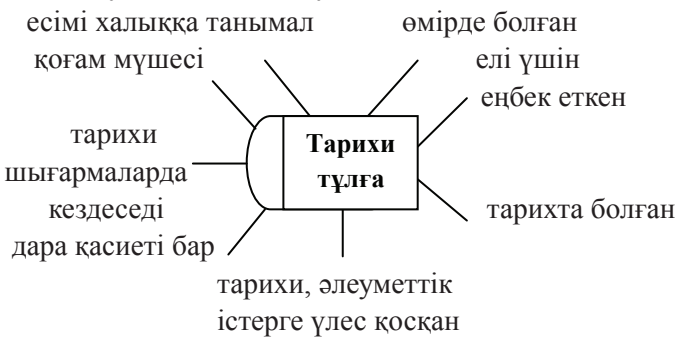 есімі халыққа танымал
қоғам мүшесі
өмірде болған
елі үшін
еңбек еткен
тарихи
шығармаларда
кездеседі
дара қасиеті бар
Тарихи
тұлға
тарихта болған
тарихи, әлеуметтік
істерге үлес қосқан